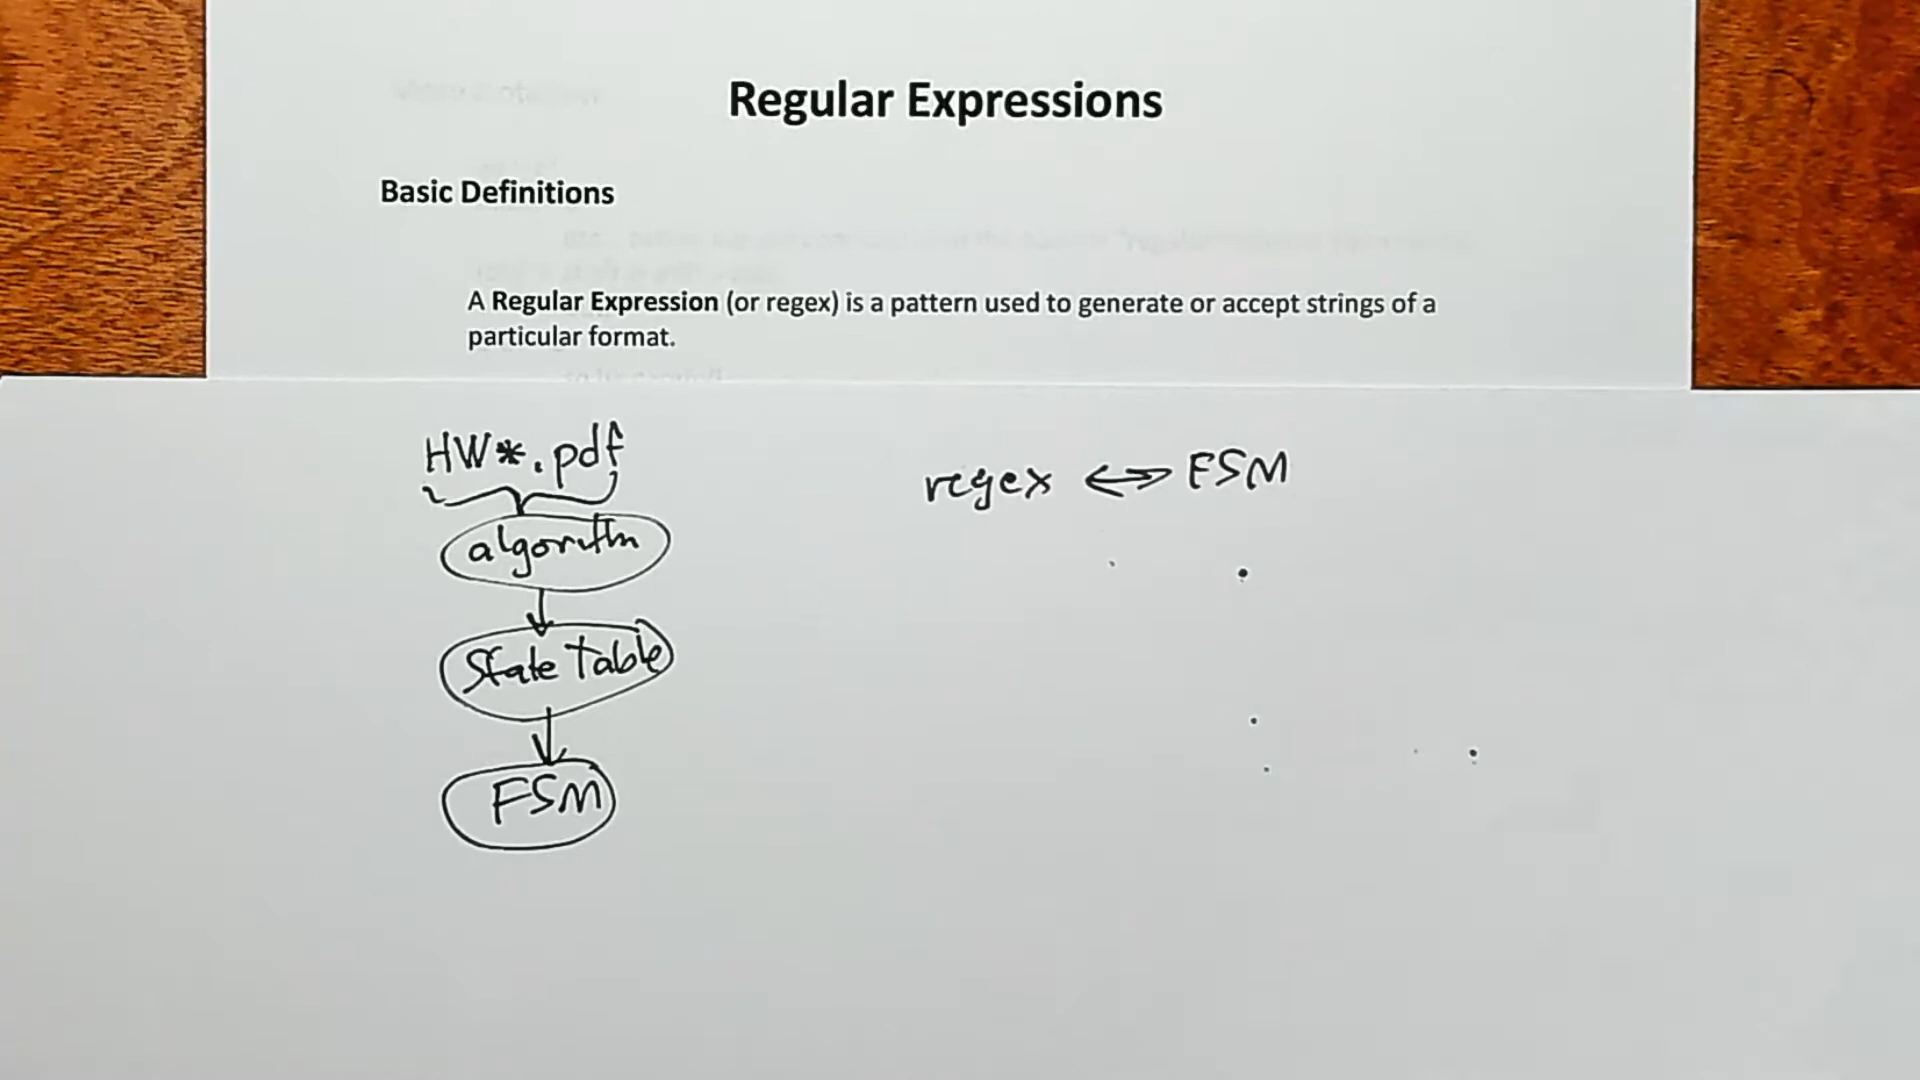 Regular Expressions
Basic Definitions
A Regular Expression (or regex) is a pattern used to generate or accept strings of a
particular format.
HW*.pdf
algorithm
State Table
FSM
regex ⟺ FSM